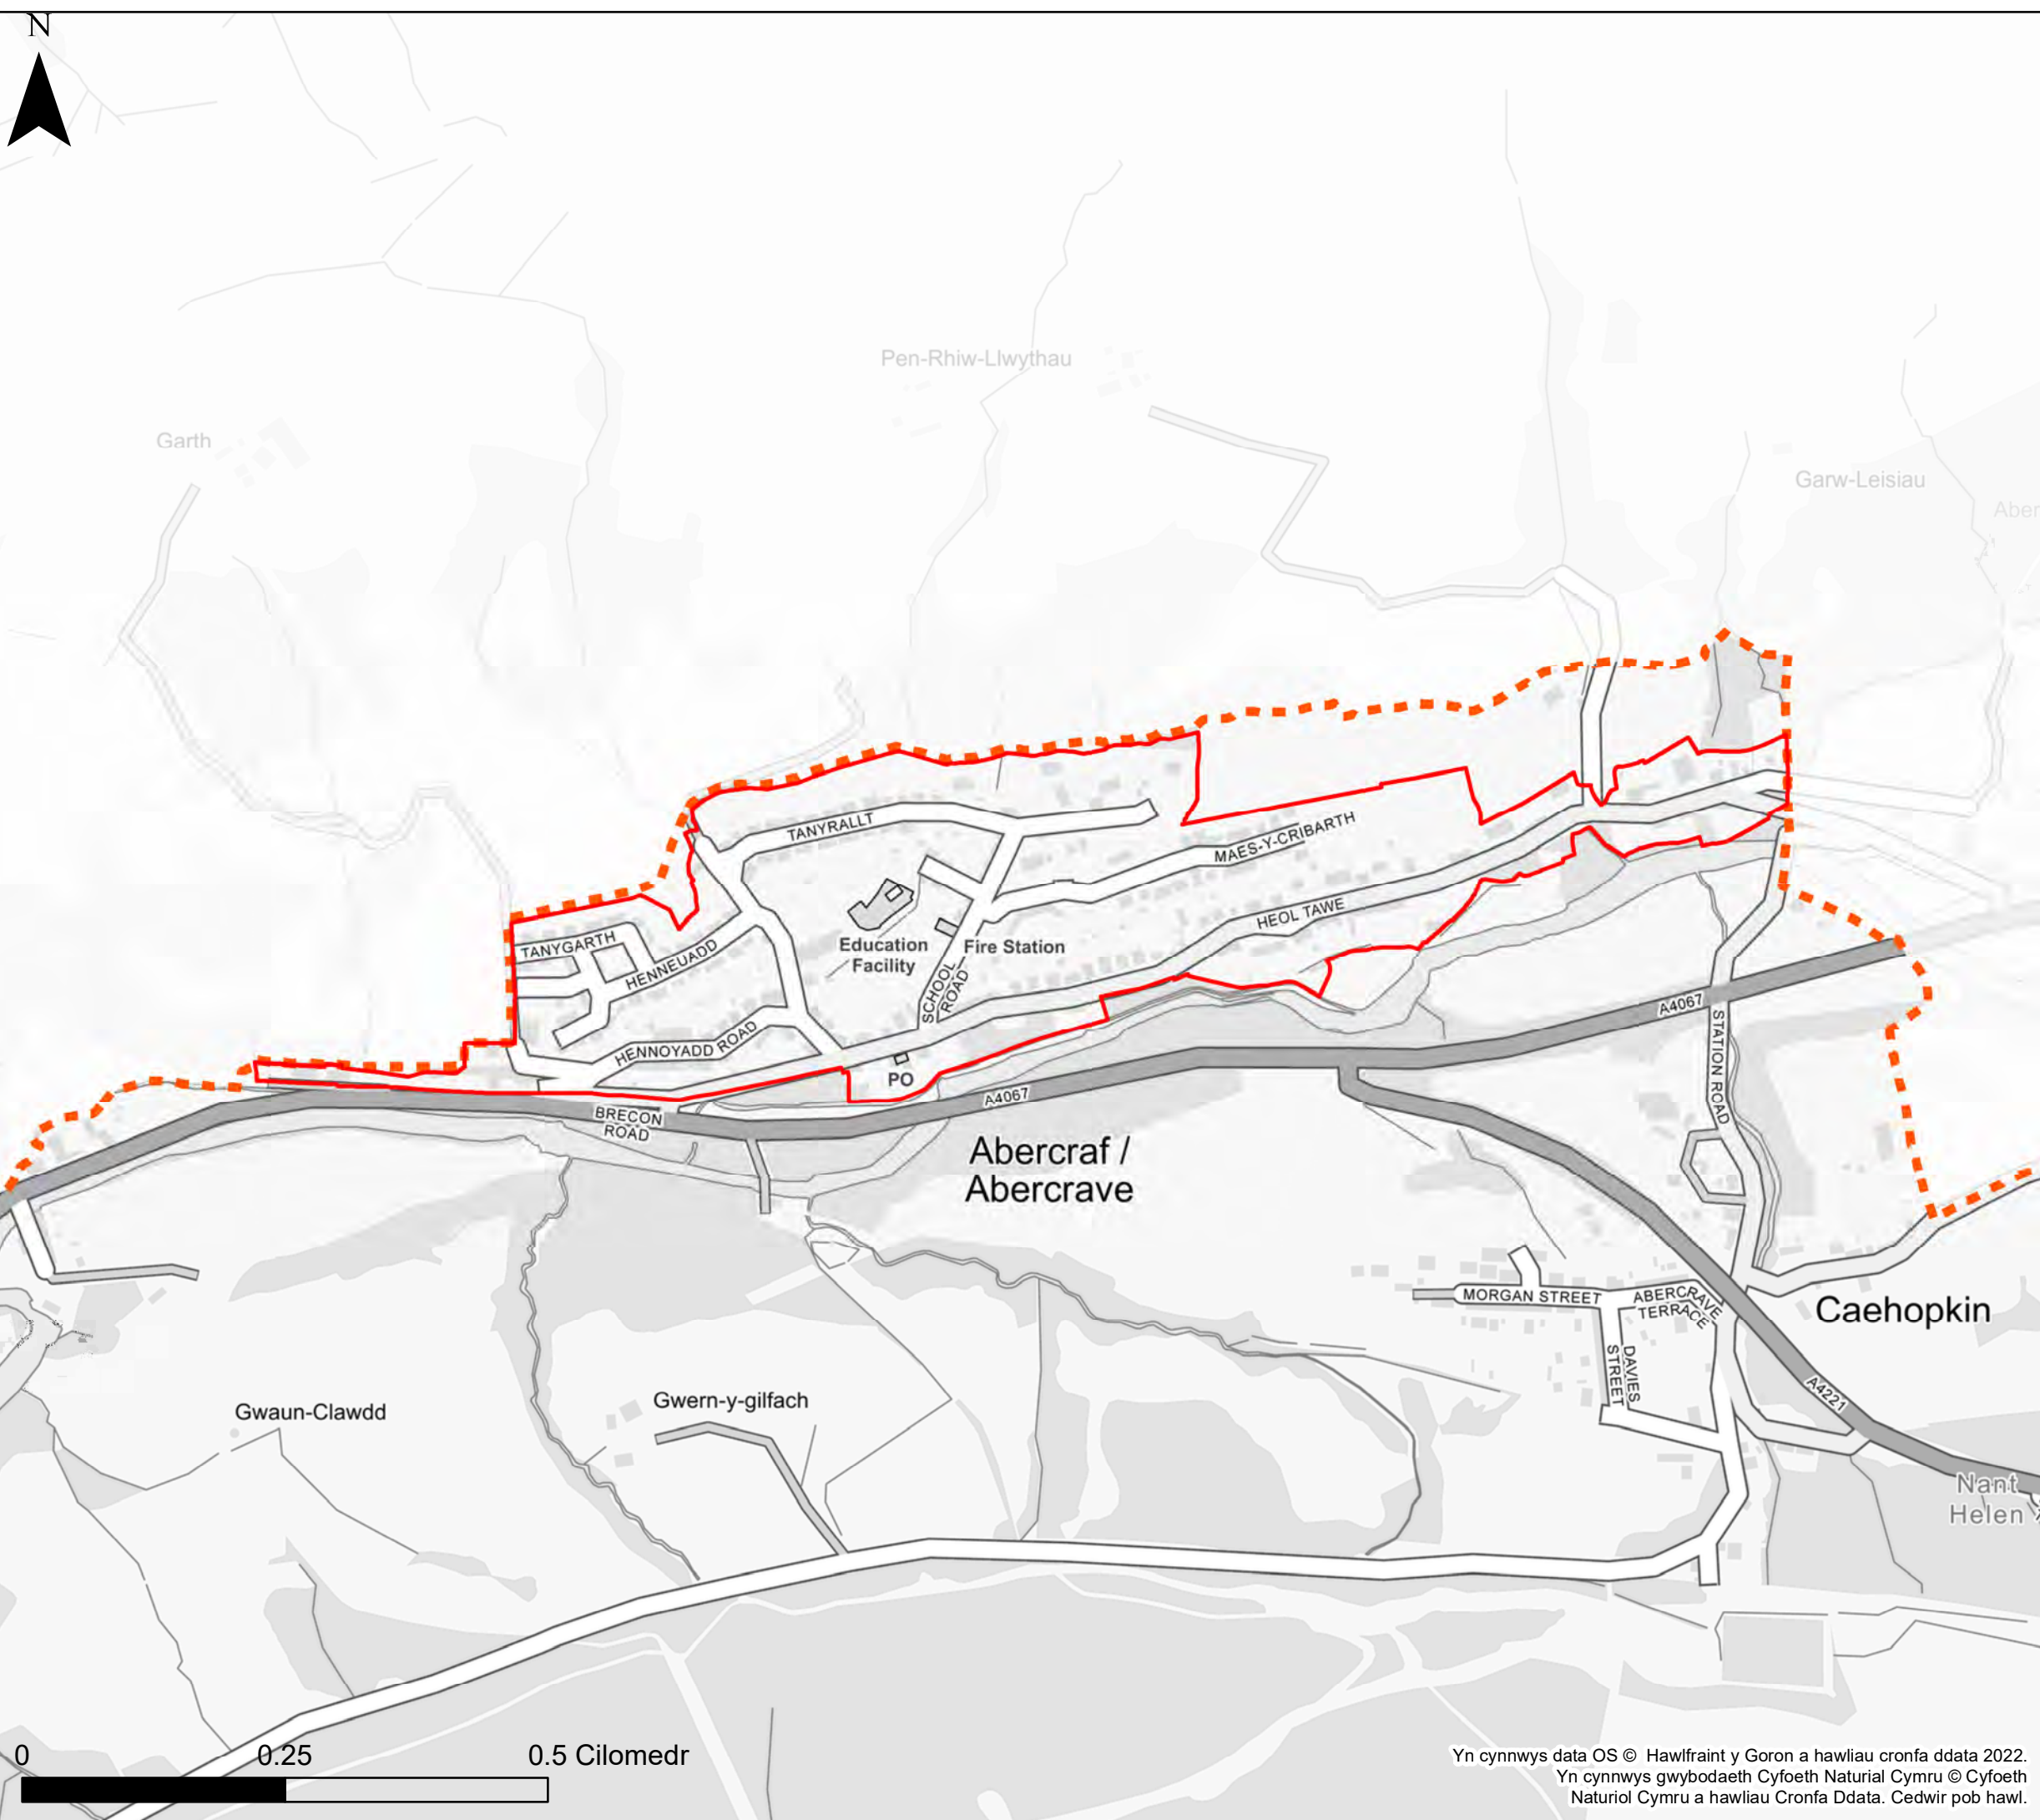 N
Pen-Rhiw-Llwythau
Garth
Garw-Leisiau
Aber
TANYRALLT
MAES-Y-CRIBARTH
HEOL TAWE
TANYGARTH
HENNEUADD
Education
Facility
Fire Station
SCHOOL
ROAD
HENNOYADD ROAD
PO
A4067
STATION ROAD
A4067
BRECON
ROAD
Abercraf /
Abercrave
MORGAN STREET
ABERCRAVE
TERRACE
Caehopkin
DAVIES
STREET
A4221
Gwaun-Clawdd
Gwern-y-gilfach
Nant
Helen
0
0.25
0.5 Cilomedr
Yn cynnwys data OS © Hawlfraint y Goron a hawliau cronfa ddata 2022.
Yn cynnwys gwybodaeth Cyfoeth Naturial Cymru © Cyfoeth
Naturiol Cymru a hawliau Cronfa Ddata. Cedwir pob hawl.